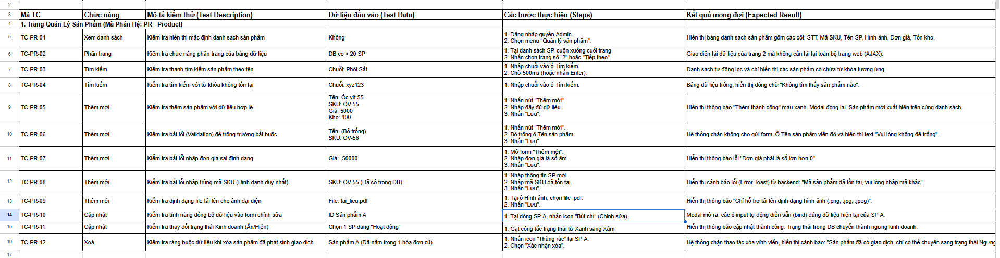 2
3 Mã TC Chức năng Mô tả kiểm thử (Test Description) Dữ liệu đầu vào (Test Data) Các bước thực hiện (Steps) Kết quả mong đợi (Expected Result)
4 1. Trang Quản Lý Sản Phẩm (Mã Phân Hệ: PR - Product)
5 TC-PR-01 Xem danh sách Kiểm tra hiển thị mặc định danh sách sản phẩm Không
1. Đăng nhập quyền Admin.
2. Chọn menu "Quản lý sản phẩm".
Hiển thị bảng danh sách sản phẩm gồm các cột: STT, Mã SKU, Tên SP, Hình ảnh, Đơn giá, Tồn kho.
6 TC-PR-02 Phân trang Kiểm tra chức năng phân trang của bảng dữ liệu DB có > 20 SP
1. Tại danh sách SP, cuộn xuống cuối trang.
2. Nhấn chọn trang số "2" hoặc "Tiếp theo".
Giao diện tải dữ liệu của trang 2 mà không cần tải lại toàn bộ trang web (AJAX).
7 TC-PR-03 Tìm kiếm Kiểm tra thanh tìm kiếm sản phẩm theo tên Chuỗi: Phôi Sắt
1. Nhập chuỗi vào ô Tìm kiếm.
2. Chờ 500ms (hoặc nhấn Enter).
Danh sách tự động lọc và chỉ hiển thị các sản phẩm có chứa từ khóa tương ứng.
8 TC-PR-04 Tìm kiếm Kiểm tra tìm kiếm với từ khóa không tồn tại Chuỗi: xyz123
1. Nhập chuỗi vào ô Tìm kiếm.
Bảng dữ liệu trống, hiển thị dòng chữ "Không tìm thấy sản phẩm nào".
9 TC-PR-05 Thêm mới Kiểm tra thêm sản phẩm với dữ liệu hợp lệ
Tên: Ốc vít 55
SKU: OV-55
Giá: 5000
Kho: 100
1. Nhấn nút "Thêm mới".
2. Nhập đầy đủ dữ liệu.
3. Nhấn "Lưu".
Hiển thị thông báo "Thêm thành công" màu xanh. Modal đóng lại. Sản phẩm mới xuất hiện trên cùng danh sách.
10 TC-PR-06 Thêm mới Kiểm tra bắt lỗi (Validation) để trống trường bắt buộc
Tên: (Bỏ trống)
SKU: OV-56
1. Nhấn nút "Thêm mới".
2. Bỏ trống ô Tên sản phẩm.
3. Nhấn "Lưu".
Hệ thống chặn không cho gửi form. Ô Tên sản phẩm viền đỏ và hiển thị text "Vui lòng không để trống".
11 TC-PR-07 Thêm mới Kiểm tra bắt lỗi nhập đơn giá sai định dạng Giá: -50000
1. Mở form "Thêm mới".
2. Nhập đơn giá là số âm.
3. Nhấn "Lưu".
Hiển thị thông báo lỗi "Đơn giá phải là số lớn hơn 0".
12 TC-PR-08 Thêm mới Kiểm tra bắt lỗi nhập trùng mã SKU (Định danh duy nhất) SKU: OV-55 (Đã có trong DB)
1. Nhập thông tin SP mới.
2. Nhập mã SKU đã tồn tại.
3. Nhấn "Lưu".
Hiển thị cảnh báo lỗi (Error Toast) từ backend: "Mã sản phẩm đã tồn tại, vui lòng nhập mã khác".
13 TC-PR-09 Thêm mới Kiểm tra định dạng file tải lên cho ảnh đại diện File: tai_lieu.pdf
1. Tại ô Hình ảnh, chọn file .pdf.
2. Nhấn "Lưu".
Hiển thị thông báo "Chỉ hỗ trợ tải lên định dạng hình ảnh (.png, .jpg, .jpeg)".
14 TC-PR-10 Cập nhật Kiểm tra tính năng đồng bộ dữ liệu vào form chỉnh sửa ID Sản phẩm A
1. Tại dòng SP A, nhấn icon "Bút chì" (Chỉnh sửa).
Modal mở ra, các ô input tự động điền sẵn (bind) đúng dữ liệu hiện tại của SP A.
15 TC-PR-11 Cập nhật Kiểm tra thay đổi trạng thái Kinh doanh (Ẩn/Hiện) Chọn 1 SP đang "Hoạt động"
1. Gạt công tắc trạng thái từ Xanh sang Xám.
Hiển thị thông báo cập nhật thành công. Trạng thái trong DB chuyển thành ngưng kinh doanh.
16 TC-PR-12 Xoá Kiểm tra ràng buộc dữ liệu khi xóa sản phẩm đã phát sinh giao dịch Sản phẩm A (Đã nằm trong 1 hóa đơn cũ)
1. Nhấn icon "Thùng rác" tại SP A.
2. Chọn "Xác nhận xóa".
Hệ thống chặn thao tác xóa vĩnh viễn, hiển thị cảnh báo: "Sản phẩm đã có giao dịch, chỉ có thể chuyển sang trạng thái Ngưng
17